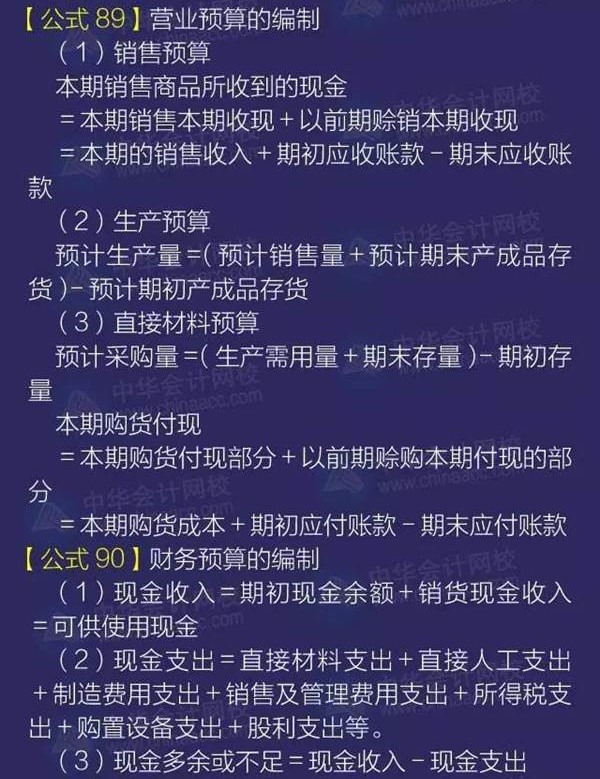 【公式 89】营业预算的编制
（1）销售预算
本期销售商品所收到的现金
＝本期销售本期收现＋以前期赊销本期收现
＝本期的销售收入＋期初应收账款－期末应收账
款
（2）生产预算
预计生产量=(预计销售量＋预计期末产成品存
货)-预计期初产成品存货
（3）直接材料预算
预计采购量=(生产需用量＋期末存量)-期初存
量
本期购货付现
＝本期购货付现部分＋以前期赊购本期付现的部
分
＝本期购货成本＋期初应付账款－期末应付账款
【公式 90】财务预算的编制
（1）现金收入＝期初现金余额＋销货现金收入
＝可供使用现金
（2）现金支出＝直接材料支出＋直接人工支出
＋制造费用支出＋销售及管理费用支出＋所得税支
出＋购置设备支出＋股利支出等。
（3）现金多余或不足＝现金收入－现金支出
中华会计网校
www.chinaacc.com